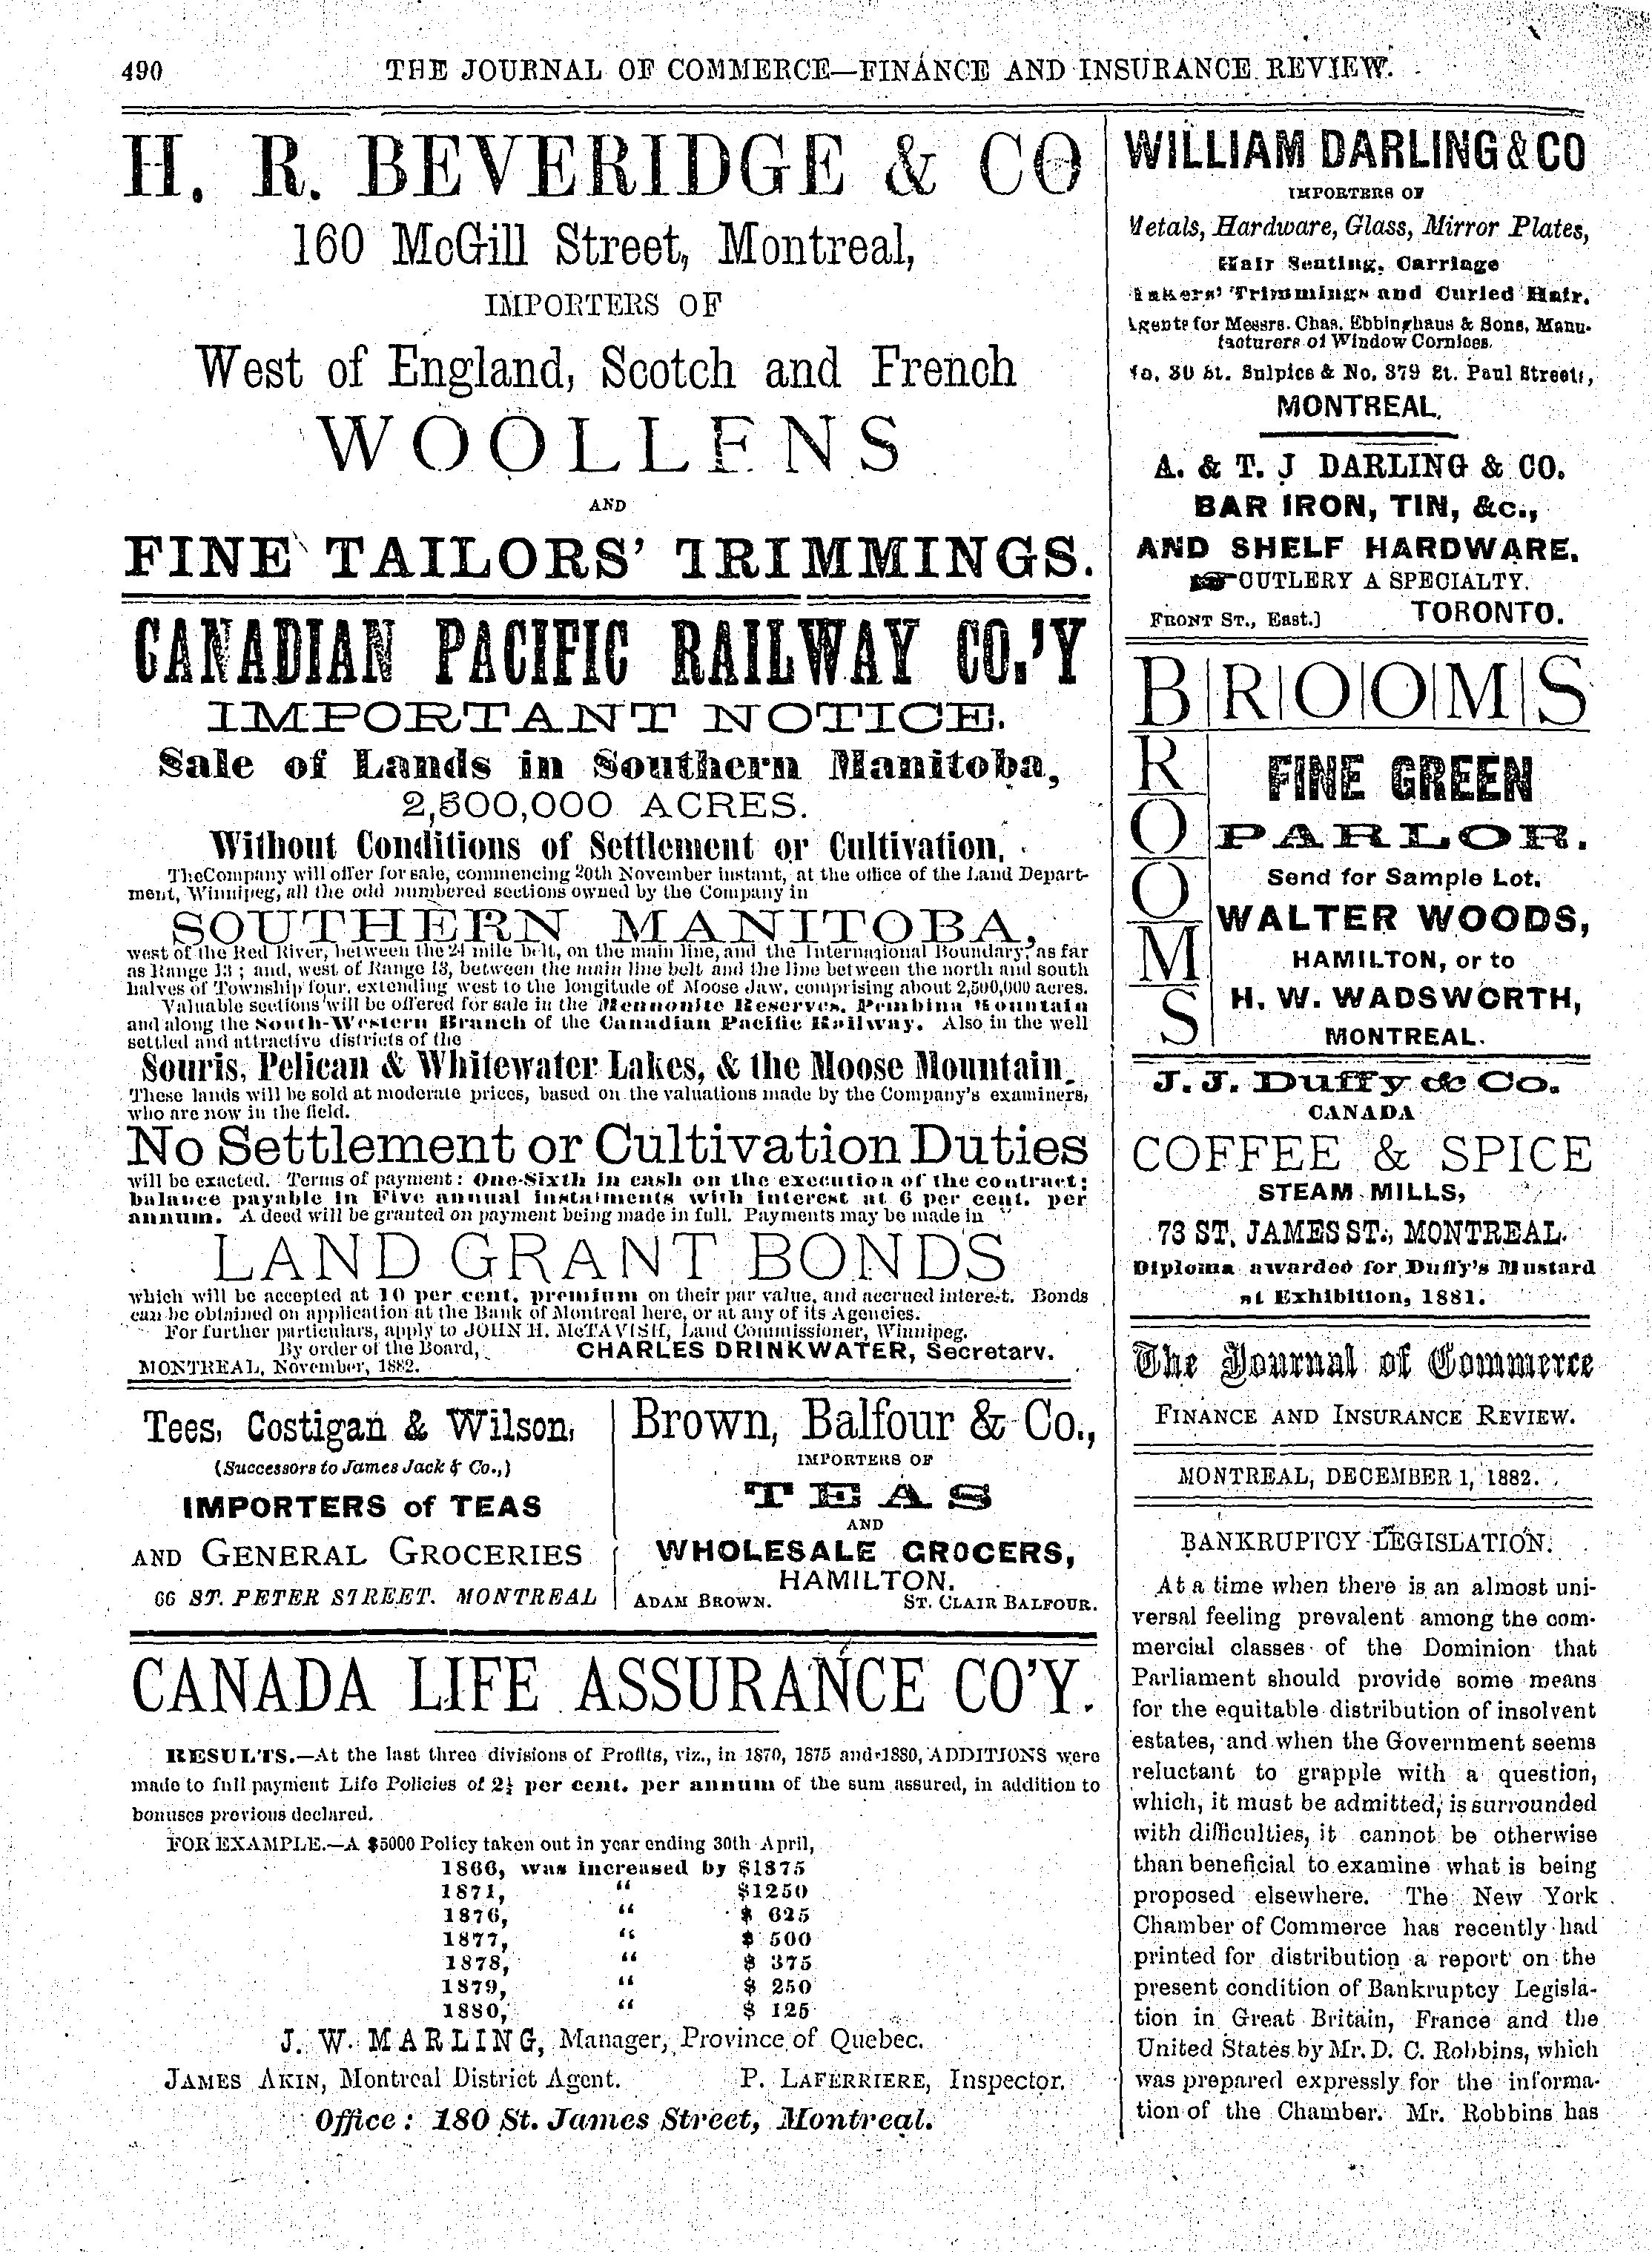 490 THE JOURNAL OF COMMERCE—FINANCE AND INSURANCE REVIEW.
H. R. BEVERIDGE & CO
160 McGill Street, Montreal,
IMPORTERS OF
West of England, Scotch and French
WOOLLENS
AND
FINE TAILORS' TRIMMINGS.
CANADIAN PACIFIC RAILWAY CO.'Y
IMPORTANT NOTICE.
Sale of Lands in Southern Manitoba,
2,500,000 ACRES.
Without Conditions of Settlement or Cultivation.
The Company will offer for sale, commencing 20th November instant, at the office of the Land Depart-
ment, Winnipeg, all the odd numbered sections owned by the Company in
SOUTHERN MANITOBA,
west of the Red River, between the 24 mile belt, on the main line, and the International Boundary, as far
as Range 13; and, west of Range 13, between the main line belt and the line between the north and south
halves of Township four, extending west to the longitude of Moose Jaw, comprising about 2,500,000 acres.
Valuable sections will be offered for sale in the Mennonite Reserves, Pembina Mountain
and along the South-Western Branch of the Canadian Pacific Railway. Also in the well
settled and attractive districts of the
Souris, Pelican & Whitewater Lakes, & the Moose Mountain.
These lands will be sold at moderate prices, based on the valuations made by the Company's examiners,
who are now in the field.
No Settlement or Cultivation Duties
will be exacted. Terms of payment: One-Sixth in cash on the execution of the contract;
balance payable in Five annual instalments with interest at 6 per cent. per
annum. A deed will be granted on payment being made in full. Payments may be made in
LAND GRANT BONDS
which will be accepted at 10 per cent. premium on their par value, and accrued interest. Bonds
can be obtained on application at the Bank of Montreal here, or at any of its Agencies.
For further particulars, apply to JOHN H. McTAVISH, Land Commissioner, Winnipeg.
By order of the Board, CHARLES DRINKWATER, Secretary.
MONTREAL, November, 1882.
Tees, Costigan & Wilson,
(Successors to James Jack & Co.,)
IMPORTERS of TEAS
AND GENERAL GROCERIES
66 ST. PETER STREET. MONTREAL
Brown, Balfour & Co.,
IMPORTERS OF
TEAS
AND
WHOLESALE GROCERS,
HAMILTON.
ADAM BROWN. ST. CLAIR BALFOUR.
CANADA LIFE ASSURANCE CO'Y.
RESULTS.—At the last three divisions of Profits, viz., in 1870, 1875 and 1880, ADDITIONS were
made to full payment Life Policies of 2½ per cent. per annum of the sum assured, in addition to
bonuses previous declared.
FOR EXAMPLE.—A $5000 Policy taken out in year ending 30th April,
1866, was increased by $1875
1871, " $1250
1876, " $ 625
1877, " $ 500
1878, " $ 375
1879, " $ 250
1880, " $ 125
J. W. MARLING, Manager, Province of Quebec.
JAMES AKIN, Montreal District Agent. P. LAFERRIERE, Inspector.
Office: 180 St. James Street, Montreal.
WILLIAM DARLING & CO
IMPORTERS OF
Metals, Hardware, Glass, Mirror Plates,
Hair Seating, Carriage
Makers' Trimmings and Curled Hair.
Agents for Messrs. Chas. Ebbinghaus & Sons, Manu-
facturers of Window Cornices.
No. 30 St. Sulpice & No. 379 St. Paul Streets,
MONTREAL.
A. & T. J DARLING & CO.
BAR IRON, TIN, &c.,
AND SHELF HARDWARE.
☞CUTLERY A SPECIALTY.
FRONT ST., East.] TORONTO.
BROOMS
ROOMS
FINE GREEN
PARLOR.
Send for Sample Lot.
WALTER WOODS,
HAMILTON, or to
H. W. WADSWORTH,
MONTREAL.
J. J. Duffy & Co.
CANADA
COFFEE & SPICE
STEAM MILLS,
73 ST. JAMES ST., MONTREAL.
Diploma awarded for Duffy's Mustard
at Exhibition, 1881.
The Journal of Commerce
FINANCE AND INSURANCE REVIEW.
MONTREAL, DECEMBER 1, 1882.
BANKRUPTCY LEGISLATION.
At a time when there is an almost uni-
versal feeling prevalent among the com-
mercial classes of the Dominion that
Parliament should provide some means
for the equitable distribution of insolvent
estates, and when the Government seems
reluctant to grapple with a question,
which, it must be admitted, is surrounded
with difficulties, it cannot be otherwise
than beneficial to examine what is being
proposed elsewhere. The New York
Chamber of Commerce has recently had
printed for distribution a report on the
present condition of Bankruptcy Legisla-
tion in Great Britain, France and the
United States by Mr. D. C. Robbins, which
was prepared expressly for the informa-
tion of the Chamber. Mr. Robbins has